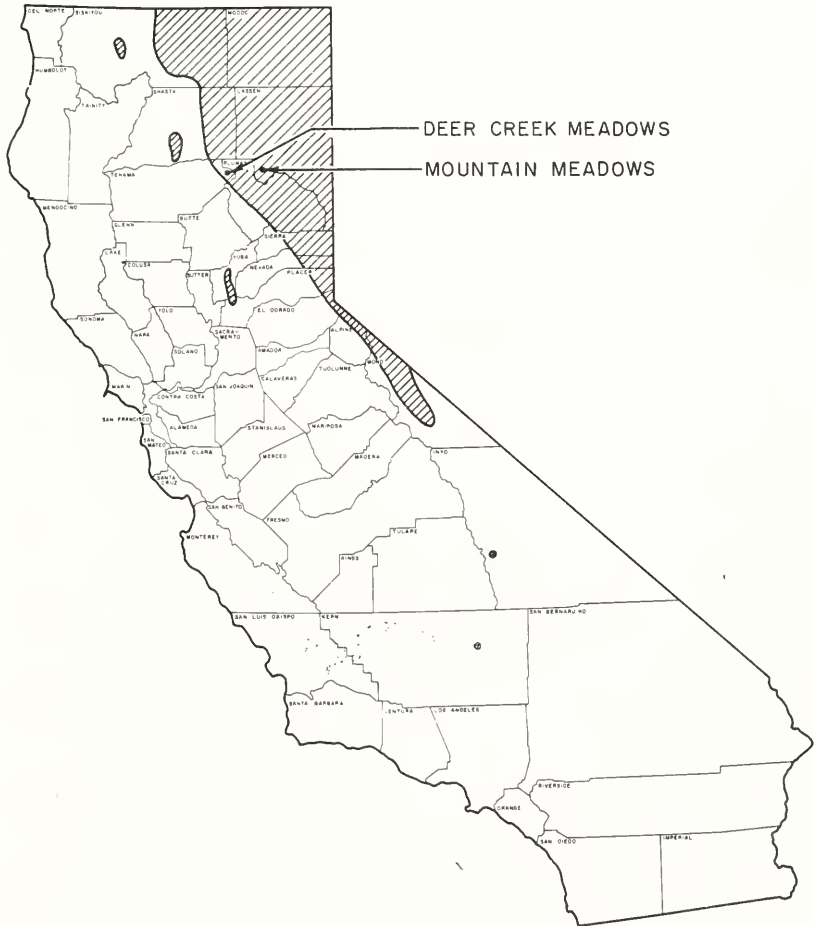 DEL NORTE
SISKIYOU
MODOC
HUMBOLDT
TRINITY
SHASTA
LASSEN
DEER CREEK MEADOWS
MOUNTAIN MEADOWS
TEHAMA
PLUMAS
MENDOCINO
GLENN
BUTTE
SIERRA
LAKE
COLUSA
SUTTER
YUBA
NEVADA
PLACER
SONOMA
NAPA
YOLO
EL DORADO
SACRA-
MENTO
ALPINE
SOLANO
AMADOR
MONO
MARIN
CALAVERAS
TUOLUMNE
CONTRA COSTA
SAN JOAQUIN
SAN FRANCISCO
ALAMEDA
STANISLAUS
MARIPOSA
SAN
MATEO
SANTA CLARA
MERCED
MADERA
INYO
SANTA
CRUZ
SAN BENITO
FRESNO
MONTEREY
KINGS
TULARE
SAN LUIS OBISPO
KERN
SAN BERNARDINO
SANTA BARBARA
VENTURA
LOS ANGELES
RIVERSIDE
ORANGE
SAN DIEGO
IMPERIAL